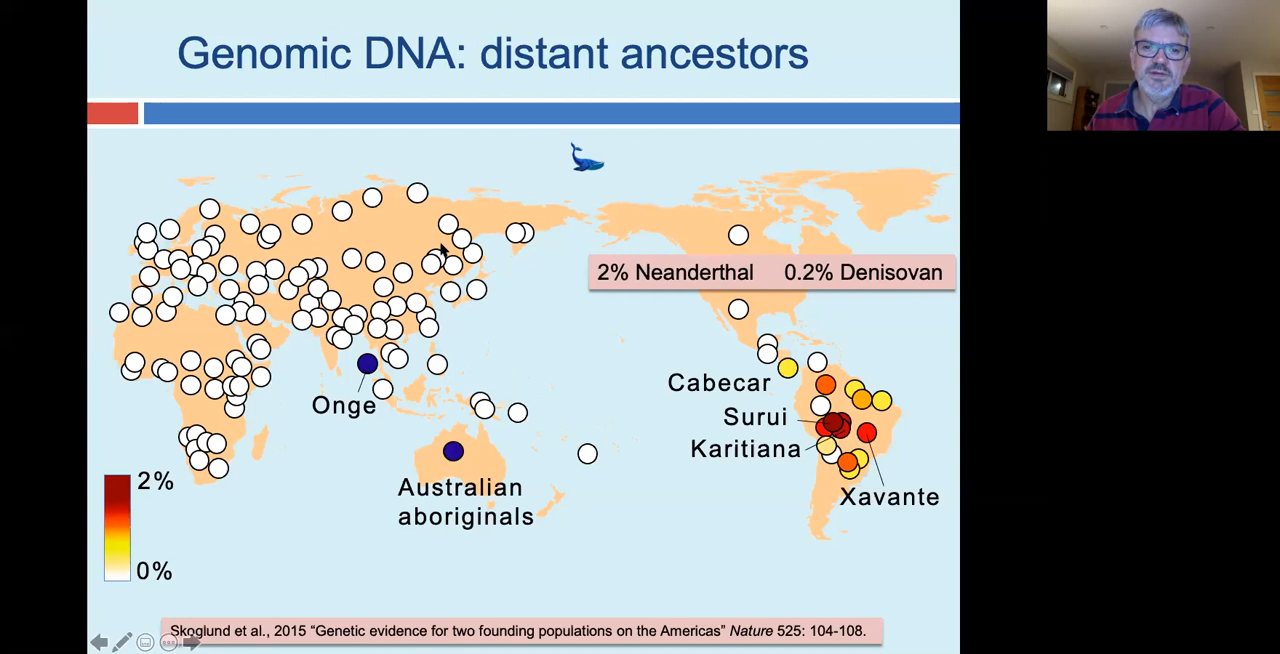 Genomic DNA: distant ancestors
2% Neanderthal 0.2% Denisovan
Cabecar
Onge
Surui
Karitiana
Australian
aboriginals
Xavante
2%
0%
Skoglund et al., 2015 “Genetic evidence for two founding populations on the Americas” Nature 525: 104-108.